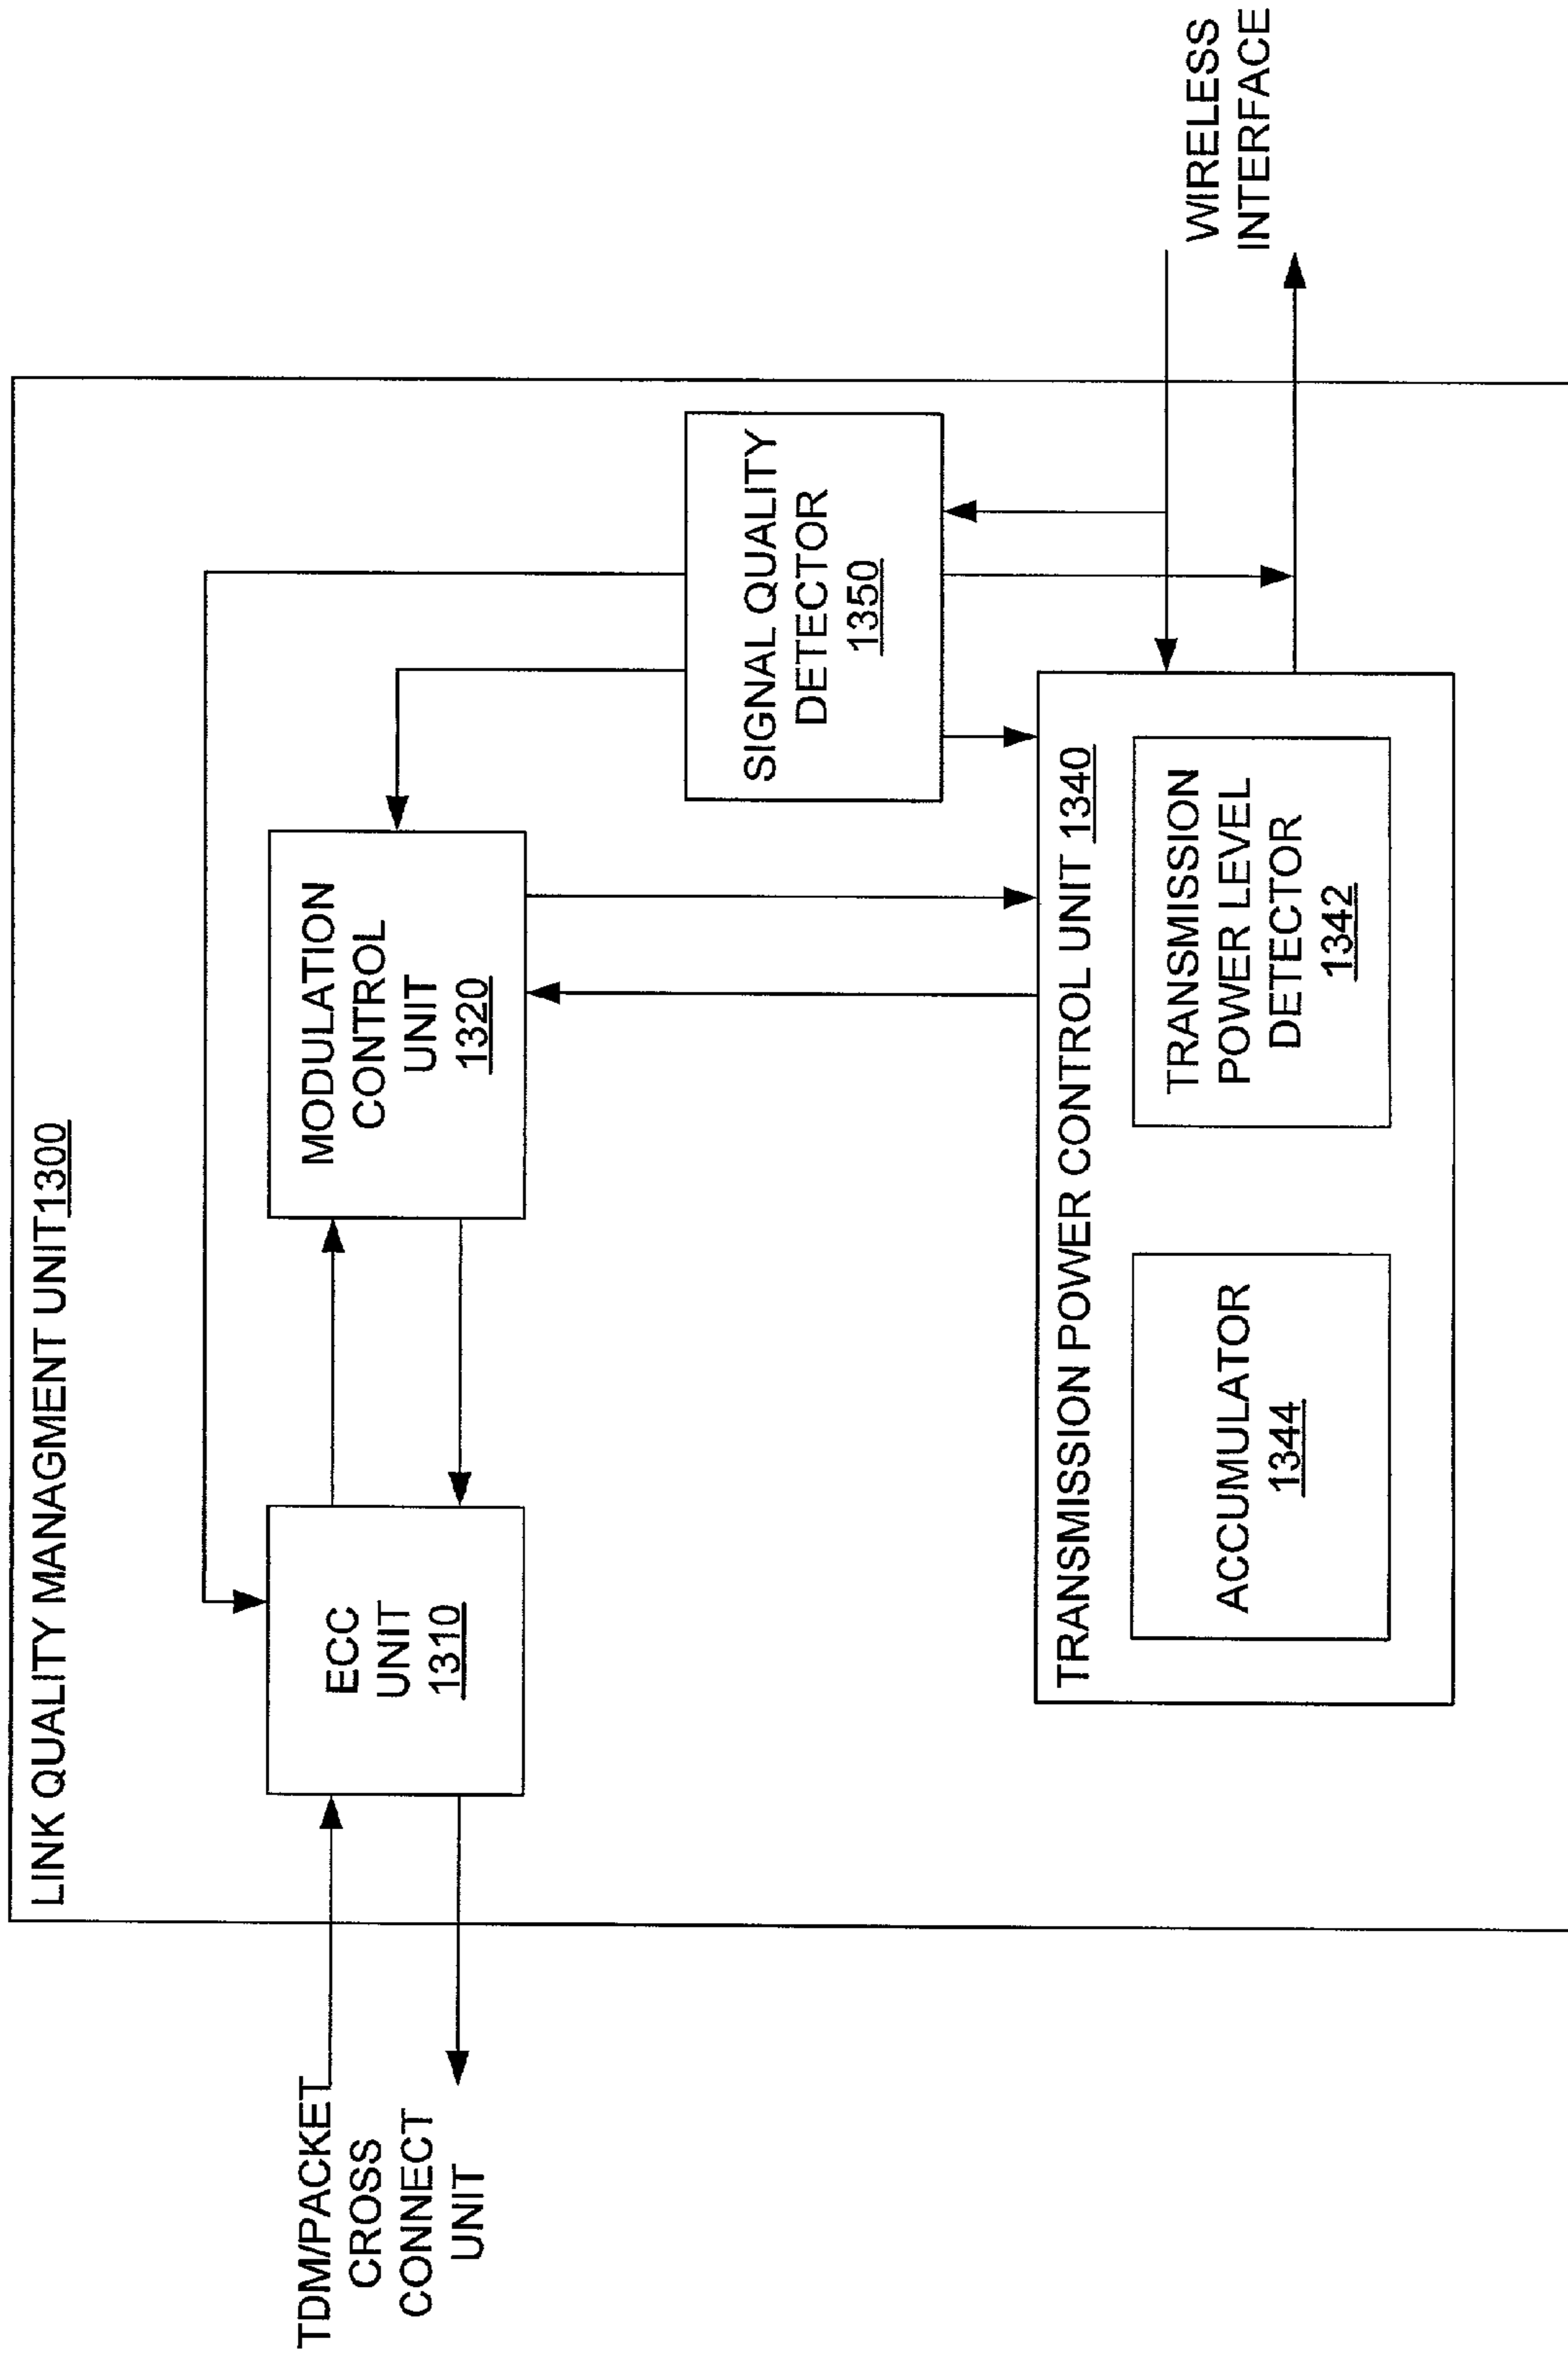 LINK QUALITY MANAGMENT UNIT 1300
TDM/PACKET
CROSS
CONNECT
UNIT
ECC
UNIT
1310
MODULATION
CONTROL
UNIT
1320
SIGNAL QUALITY
DETECTOR
1350
TRANSMISSION POWER CONTROL UNIT 1340
ACCUMULATOR
1344
TRANSMISSION
POWER LEVEL
DETECTOR
1342
WIRELESS
INTERFACE